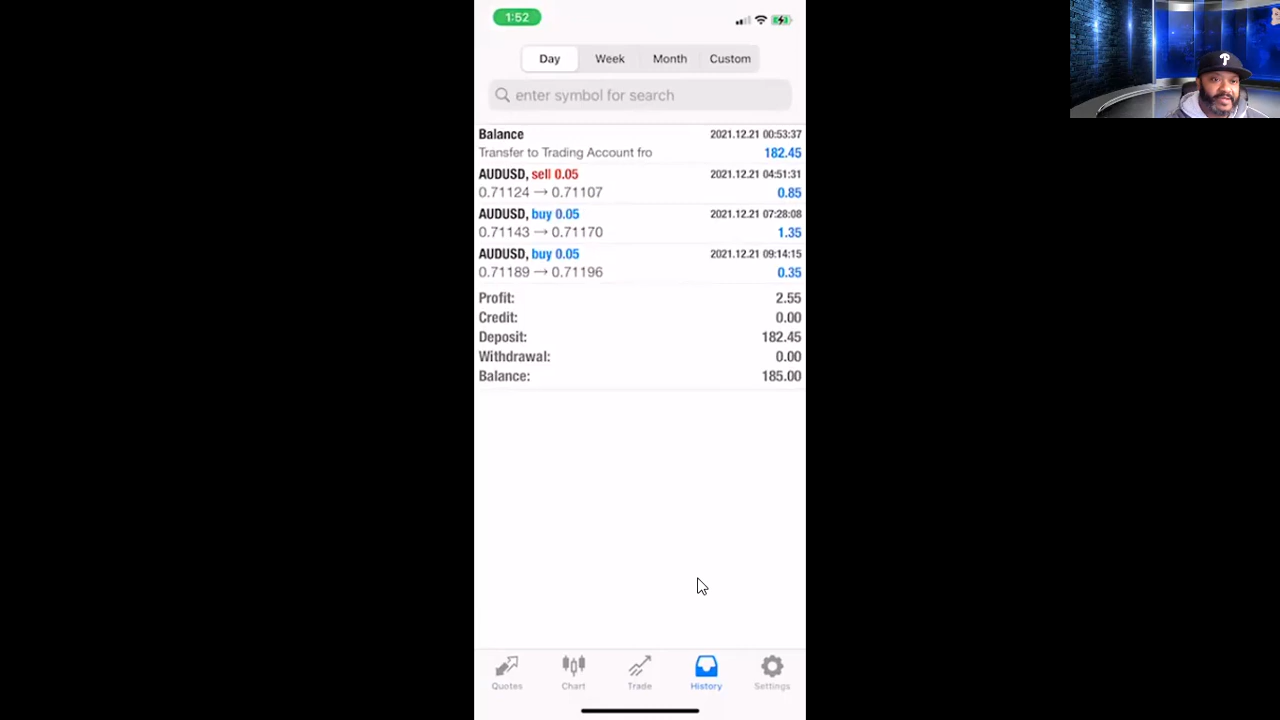 1:52
Day Week Month Custom
enter symbol for search
Balance 2021.12.21 00:53:37
Transfer to Trading Account fro 182.45
AUDUSD, sell 0.05 2021.12.21 04:51:31
0.71124 → 0.71107 0.85
AUDUSD, buy 0.05 2021.12.21 07:28:08
0.71143 → 0.71170 1.35
AUDUSD, buy 0.05 2021.12.21 09:14:15
0.71189 → 0.71196 0.35
Profit: 2.55
Credit: 0.00
Deposit: 182.45
Withdrawal: 0.00
Balance: 185.00
Quotes Chart Trade History Settings
P